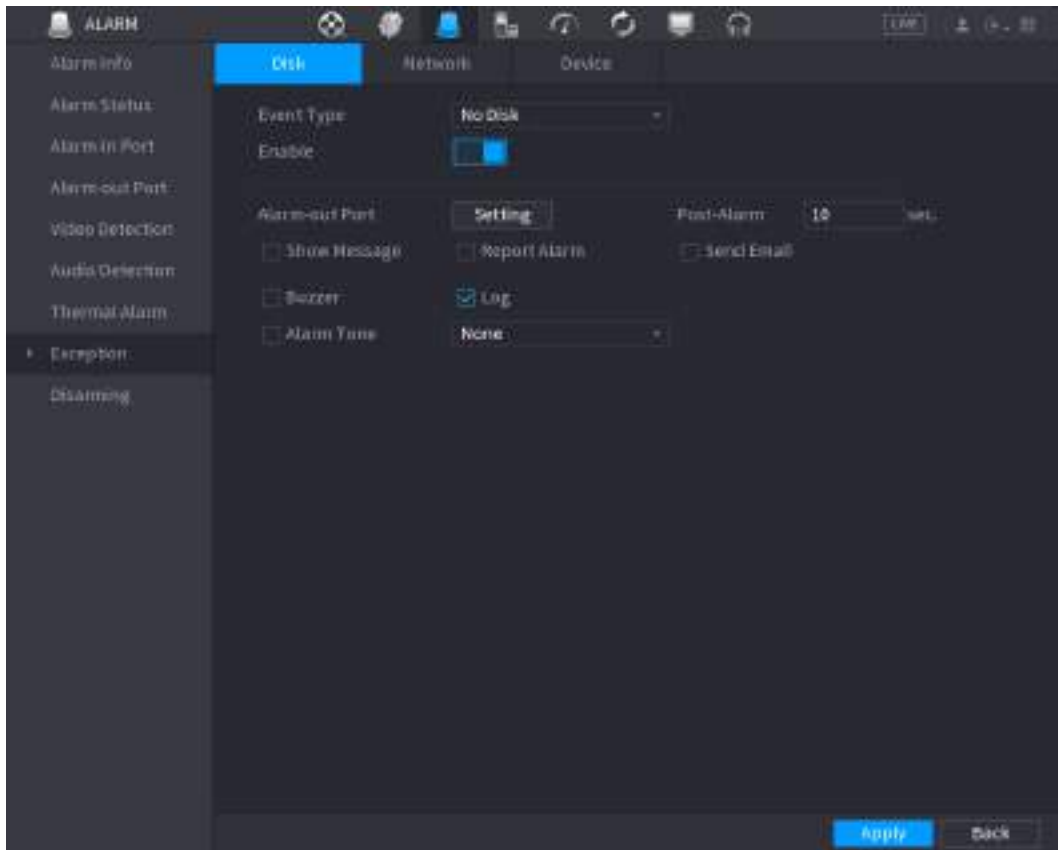 ALARM LIVE
Alarm Info
Disk Network Device
Alarm Status
Event Type No Disk
Alarm in Port
Enable
Alarm-out Port
Alarm-out Port Setting Post-Alarm 10 sec.
Video Detection
Show Message Report Alarm Send Email
Audio Detection
Buzzer Log
Thermal Alarm
Alarm Tone None
Exception
Disarming
Apply Back